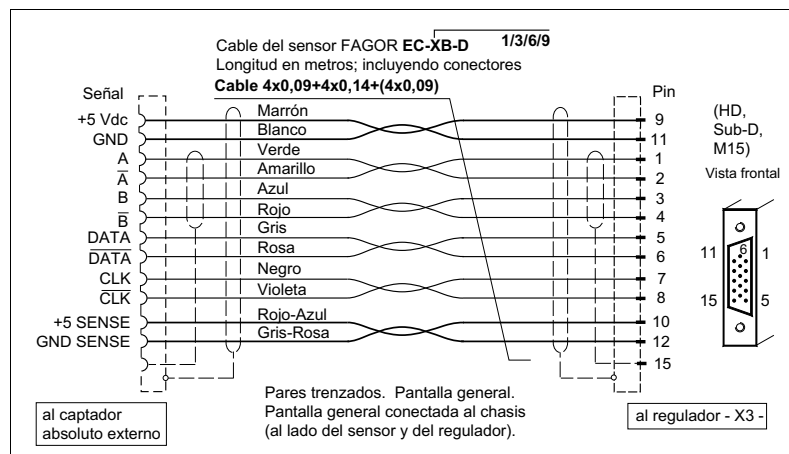 Cable del sensor FAGOR EC-XB-D 1/3/6/9
Longitud en metros; incluyendo conectores
Cable 4x0,09+4x0,14+(4x0,09)
Señal
Pin
+5 Vdc Marrón 9
GND Blanco 11
A Verde 1
A̅ Amarillo 2
B Azul 3
B̅ Rojo 4
DATA Gris 5
D̅A̅T̅A̅ Rosa 6
CLK Negro 7
C̅L̅K̅ Violeta 8
+5 SENSE Rojo-Azul 10
GND SENSE Gris-Rosa 12
15
(HD,
Sub-D,
M15)
Vista frontal
11 6 1
15 5
Pares trenzados. Pantalla general.
Pantalla general conectada al chasis
(al lado del sensor y del regulador).
al captador
absoluto externo
al regulador - X3 -